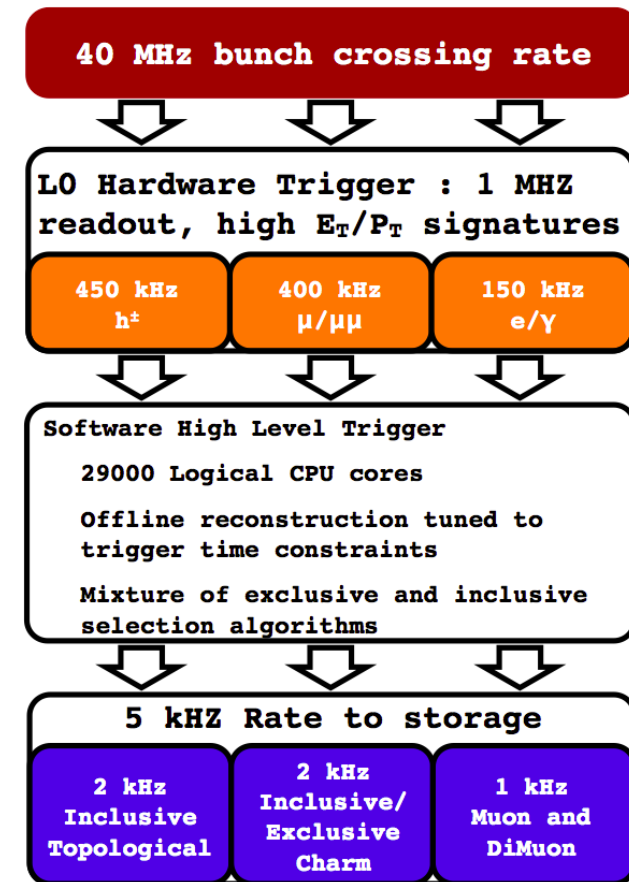 40 MHz bunch crossing rate
L0 Hardware Trigger : 1 MHZ
readout, high E_T/P_T signatures
450 kHz
h±
400 kHz
μ/μμ
150 kHz
e/γ
Software High Level Trigger
29000 Logical CPU cores
Offline reconstruction tuned to
trigger time constraints
Mixture of exclusive and inclusive
selection algorithms
5 kHZ Rate to storage
2 kHz
Inclusive
Topological
2 kHz
Inclusive/
Exclusive
Charm
1 kHz
Muon and
DiMuon